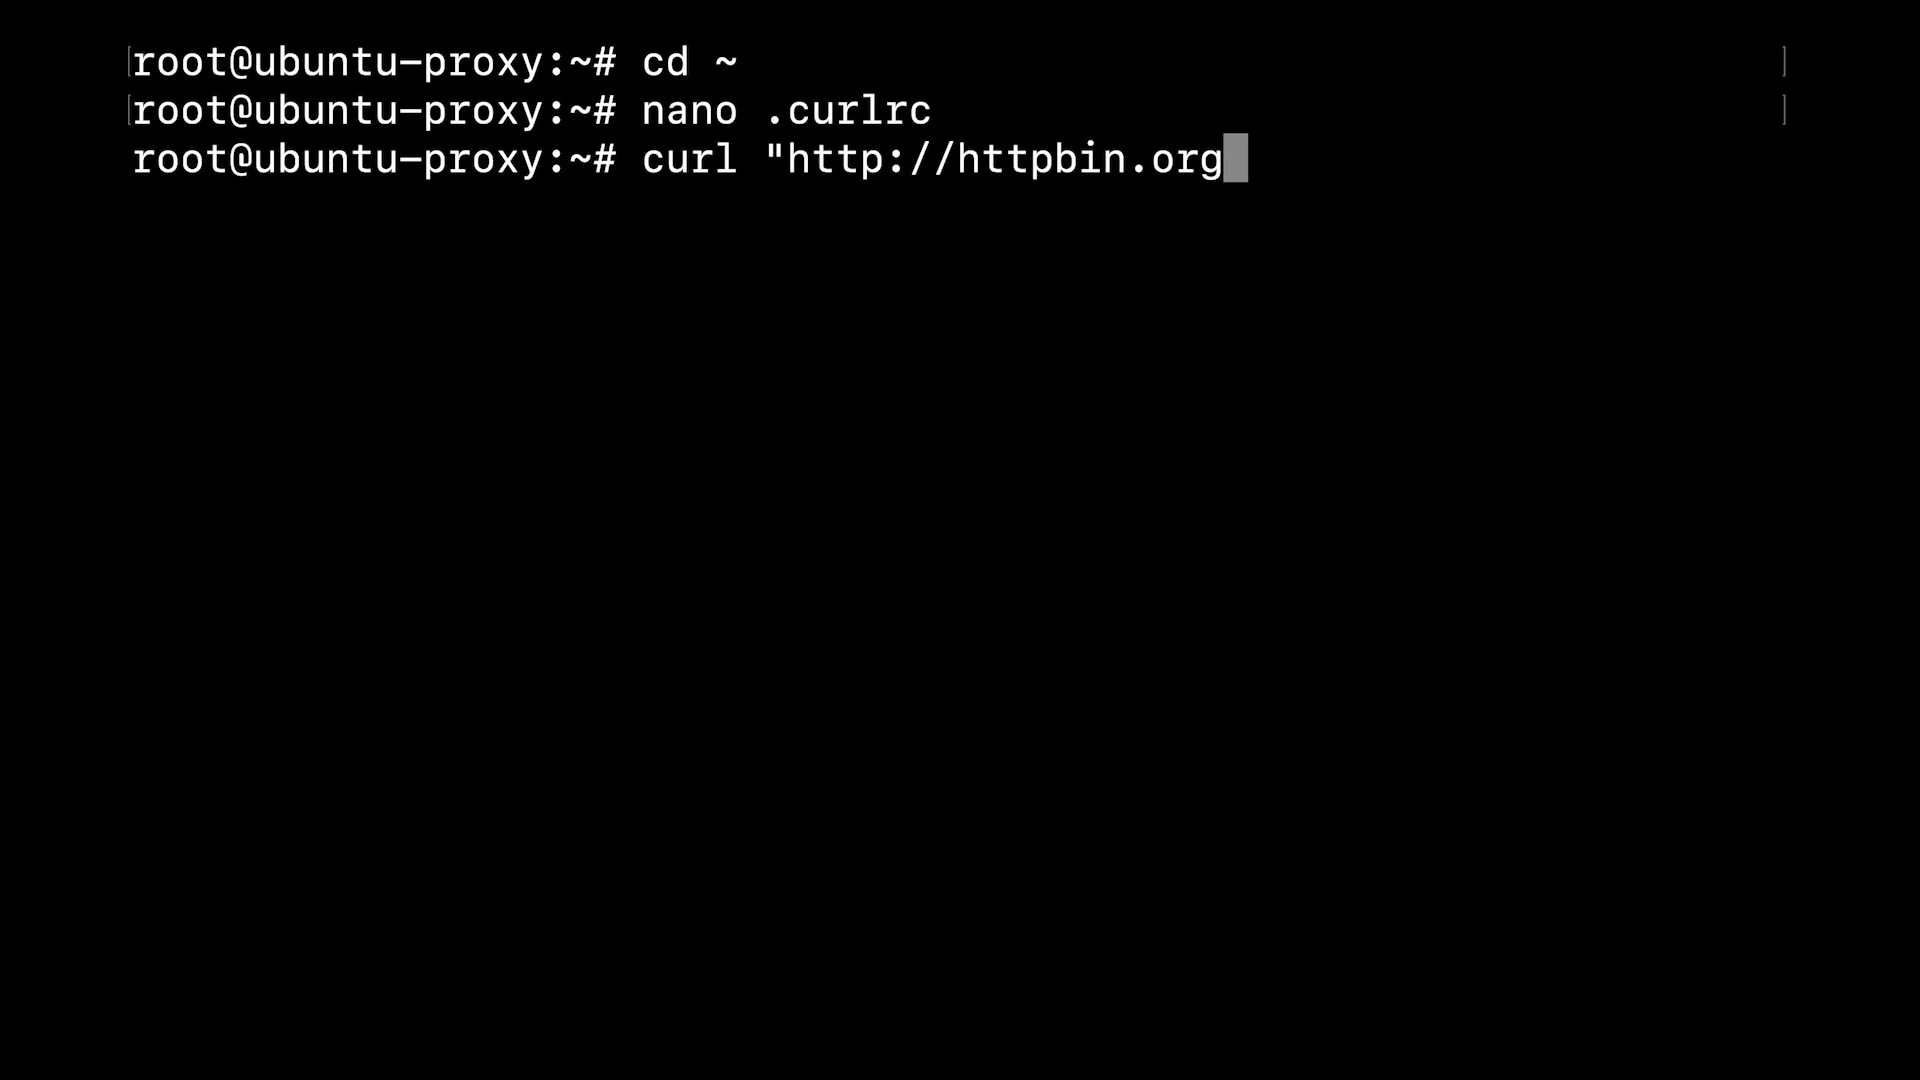 [root@ubuntu-proxy:~# cd ~ ]
[root@ubuntu-proxy:~# nano .curlrc ]
root@ubuntu-proxy:~# curl "http://httpbin.org